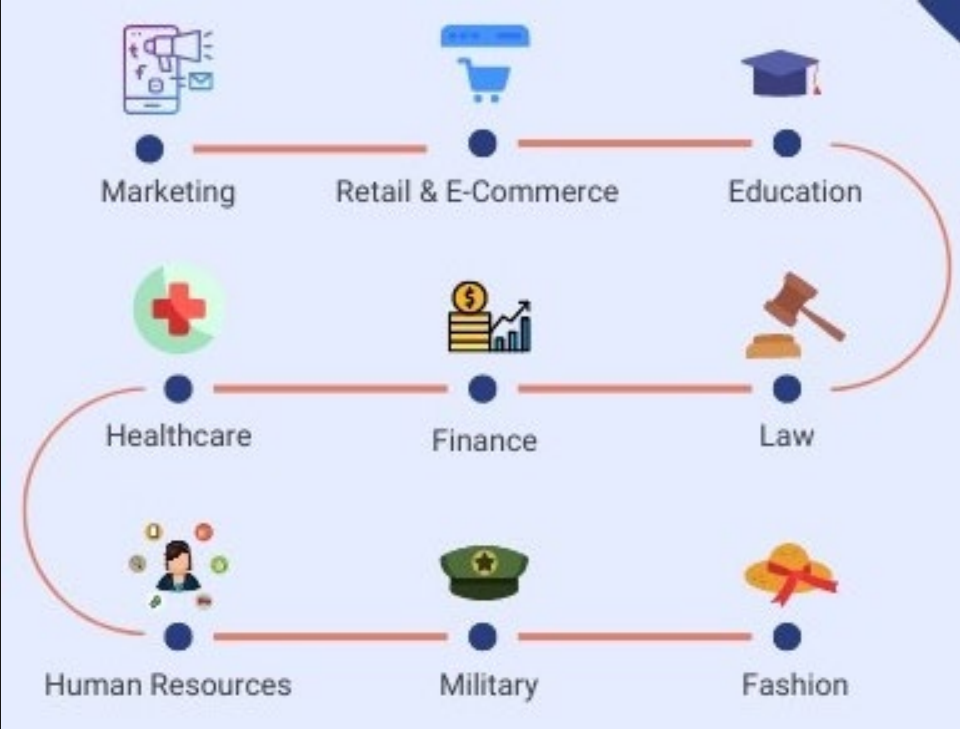 Marketing
Retail & E-Commerce
Education
Healthcare
Finance
Law
Human Resources
Military
Fashion